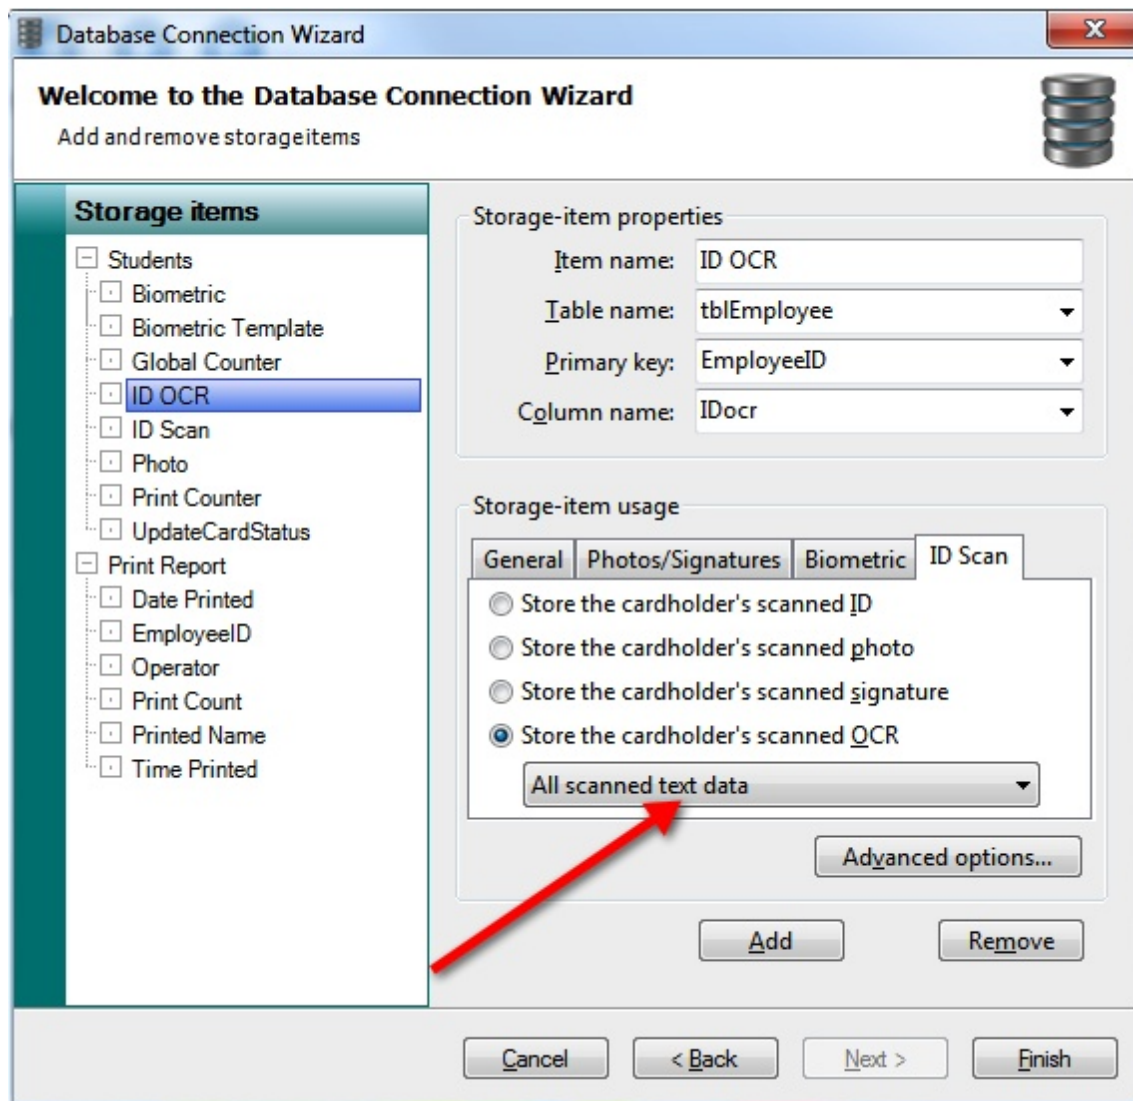 Database Connection Wizard
Welcome to the Database Connection Wizard
Add and remove storage items
Storage items
Students
Biometric
Biometric Template
Global Counter
ID OCR
ID Scan
Photo
Print Counter
UpdateCardStatus
Print Report
Date Printed
EmployeeID
Operator
Print Count
Printed Name
Time Printed
Storage-item properties
Item name: ID OCR
Table name: tblEmployee
Primary key: EmployeeID
Column name: IDocr
Storage-item usage
General Photos/Signatures Biometric ID Scan
Store the cardholder's scanned ID
Store the cardholder's scanned photo
Store the cardholder's scanned signature
Store the cardholder's scanned OCR
All scanned text data
Advanced options...
Add Remove
Cancel < Back Next > Finish